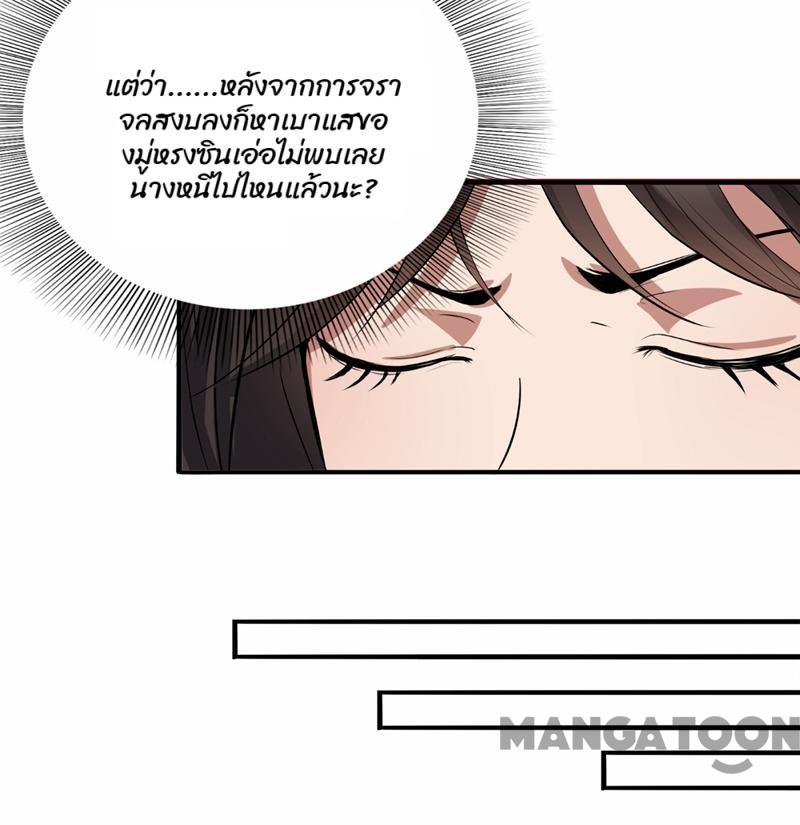 แต่ว่า......หลังจากการจรา
จลสงบลงก็หาเบาแสขอ
งมู่หรงซินเอ่อไม่พบเลย
นางหนีไปไหนแล้วนะ?
MANGATOON